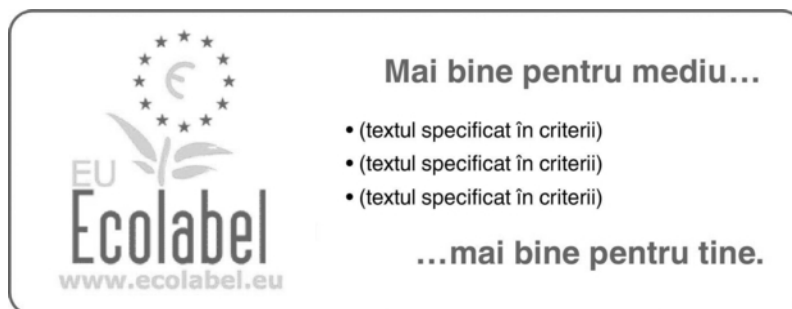 EU
Ecolabel
www.ecolabel.eu
Mai bine pentru mediu...
• (textul specificat în criterii)
• (textul specificat în criterii)
• (textul specificat în criterii)
...mai bine pentru tine.